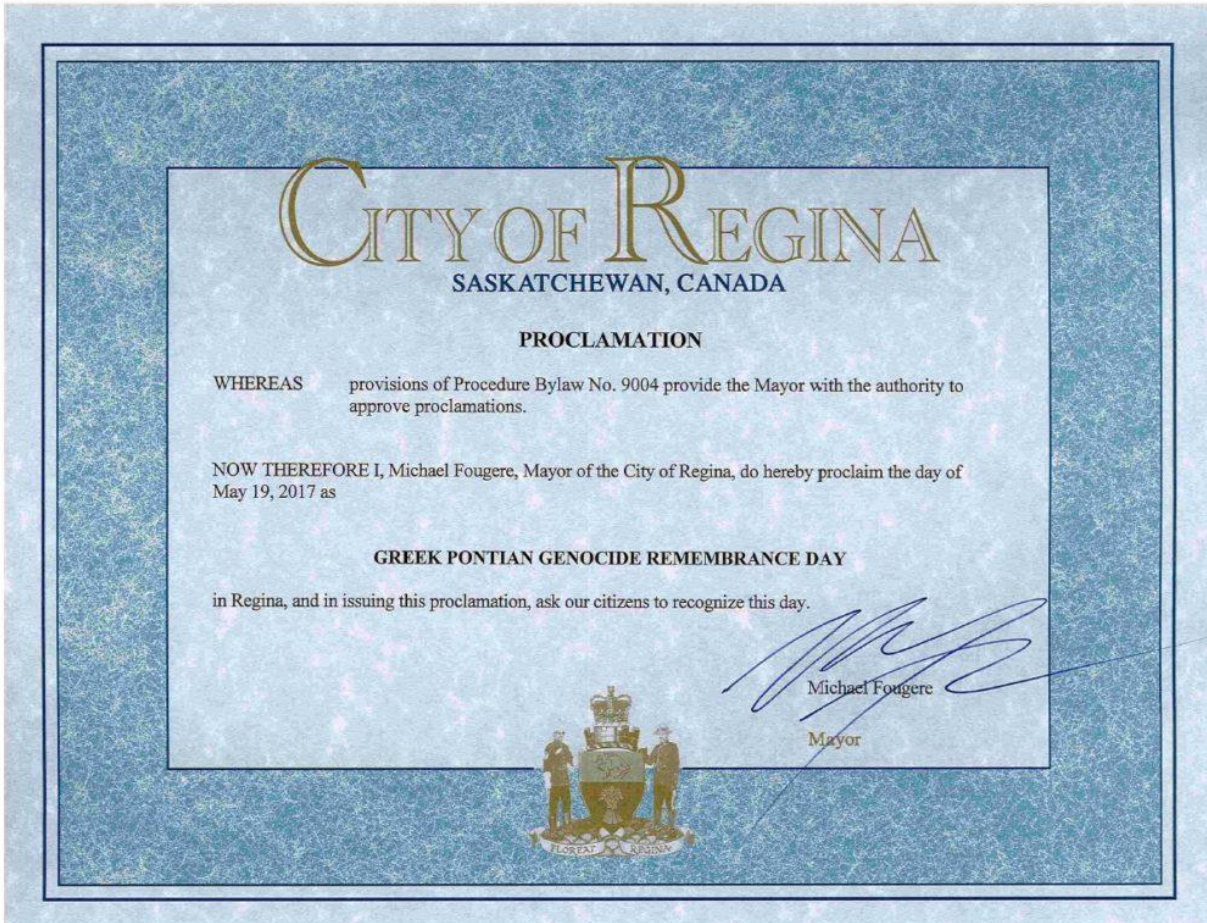 CITY OF REGINA
SASKATCHEWAN, CANADA
PROCLAMATION
WHEREAS provisions of Procedure Bylaw No. 9004 provide the Mayor with the authority to
approve proclamations.
NOW THEREFORE I, Michael Fougere, Mayor of the City of Regina, do hereby proclaim the day of
May 19, 2017 as
GREEK PONTIAN GENOCIDE REMEMBRANCE DAY
in Regina, and in issuing this proclamation, ask our citizens to recognize this day.
Michael Fougere
Mayor
FLOREAT REGINA